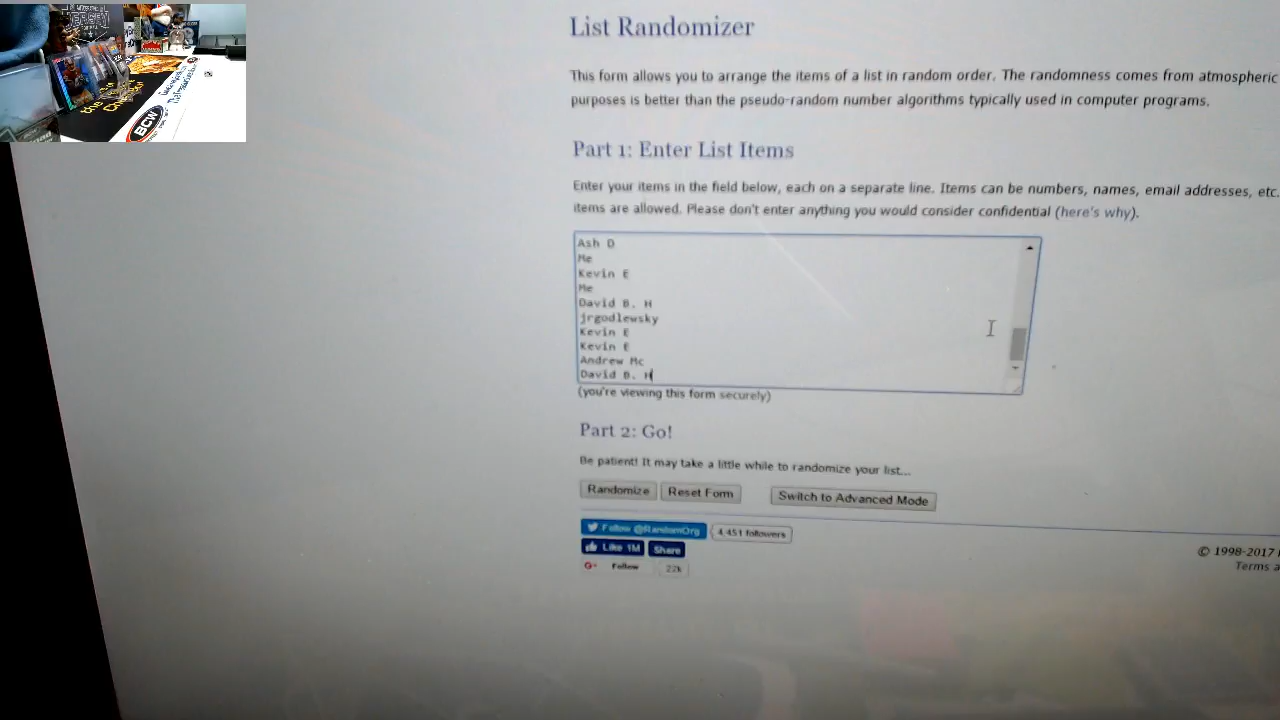 JERSEY
BCW
List Randomizer
This form allows you to arrange the items of a list in random order. The randomness comes from atmospheric
purposes is better than the pseudo-random number algorithms typically used in computer programs.
Part 1: Enter List Items
Enter your items in the field below, each on a separate line. Items can be numbers, names, email addresses, etc.
items are allowed. Please don't enter anything you would consider confidential (here's why).
Ash D
Me
Kevin E
Me
David B. H
jrgodlewsky
Kevin E
Kevin E
Andrew Mc
David B. H
(you're viewing this form securely)
Part 2: Go!
Be patient! It may take a little while to randomize your list...
Randomize Reset Form Switch to Advanced Mode
Follow @RandomOrg 4,451 followers
Like 1M Share
G+ Follow 22k
© 1998-2017
Terms a